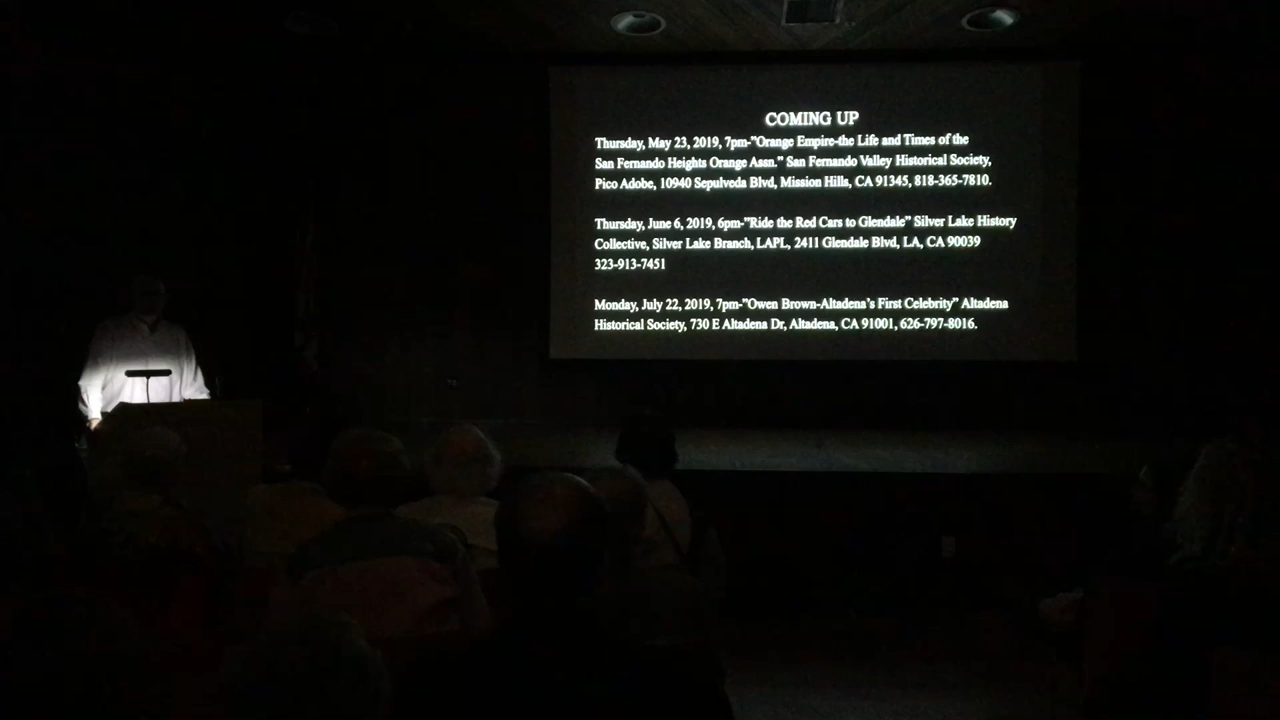 COMING UP
Thursday, May 23, 2019, 7pm-”Orange Empire-the Life and Times of the
San Fernando Heights Orange Assn.” San Fernando Valley Historical Society,
Pico Adobe, 10940 Sepulveda Blvd, Mission Hills, CA 91345, 818-365-7810.
Thursday, June 6, 2019, 6pm-”Ride the Red Cars to Glendale” Silver Lake History
Collective, Silver Lake Branch, LAPL, 2411 Glendale Blvd, LA, CA 90039
323-913-7451
Monday, July 22, 2019, 7pm-”Owen Brown-Altadena’s First Celebrity” Altadena
Historical Society, 730 E Altadena Dr, Altadena, CA 91001, 626-797-8016.